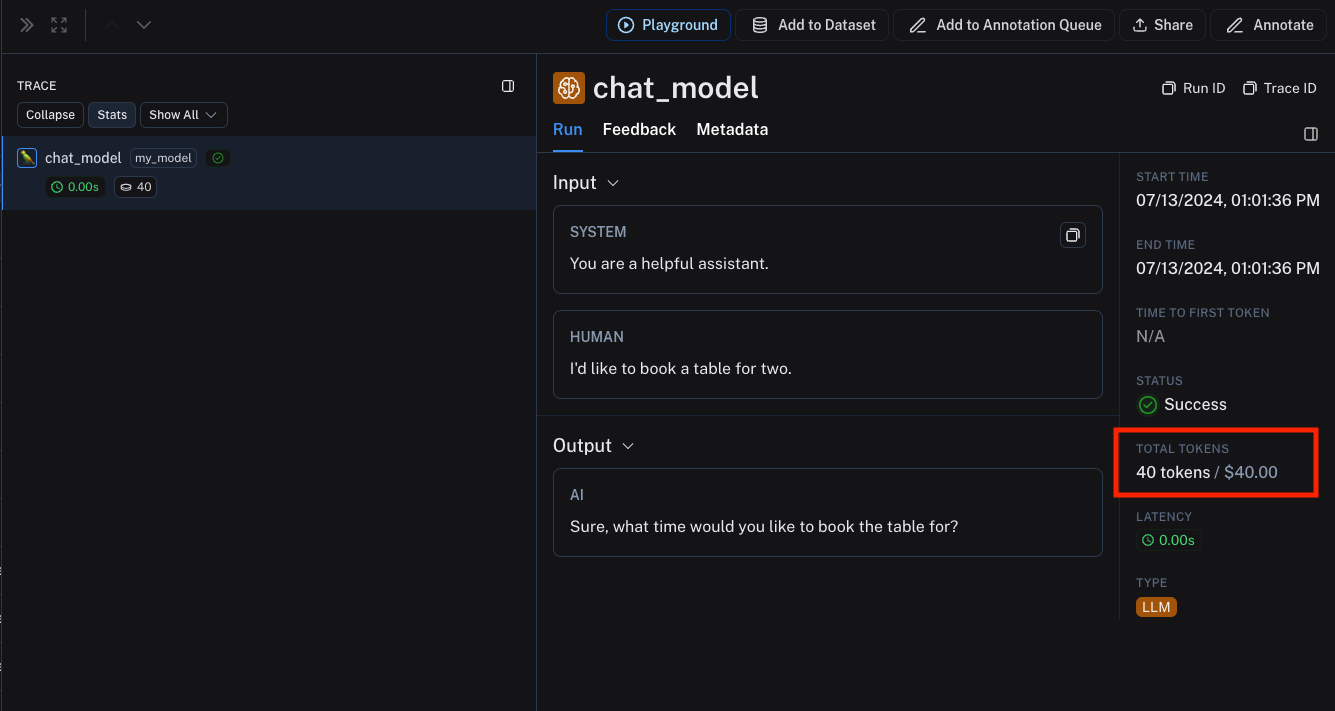 Playground
Add to Dataset
Add to Annotation Queue
Share
Annotate
TRACE
Collapse
Stats
Show All
chat_model
my_model
0.00s
40
chat_model
Run ID
Trace ID
Run
Feedback
Metadata
Input
SYSTEM
You are a helpful assistant.
HUMAN
I'd like to book a table for two.
Output
AI
Sure, what time would you like to book the table for?
START TIME
07/13/2024, 01:01:36 PM
END TIME
07/13/2024, 01:01:36 PM
TIME TO FIRST TOKEN
N/A
STATUS
Success
TOTAL TOKENS
40 tokens / $40.00
LATENCY
0.00s
TYPE
LLM